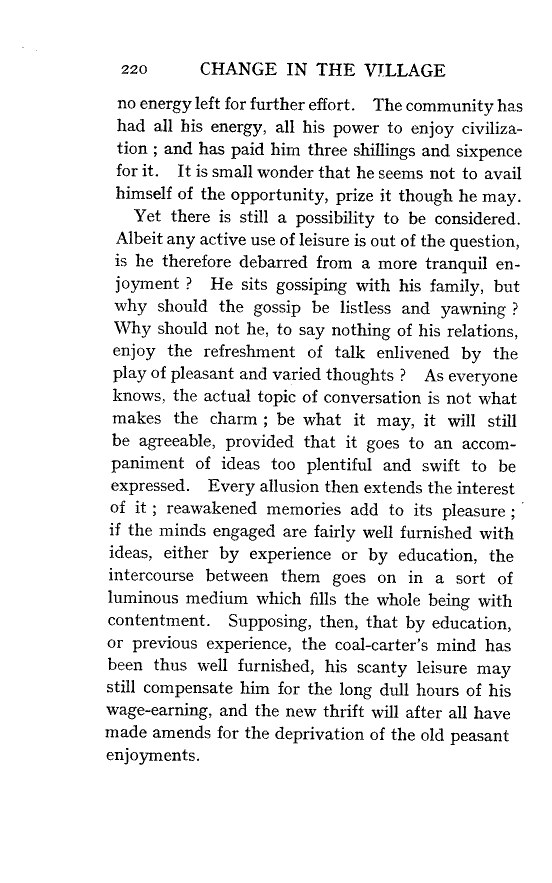 220 CHANGE IN THE VILLAGE
no energy left for further effort. The community has
had all his energy, all his power to enjoy civiliza-
tion ; and has paid him three shillings and sixpence
for it. It is small wonder that he seems not to avail
himself of the opportunity, prize it though he may.
Yet there is still a possibility to be considered.
Albeit any active use of leisure is out of the question,
is he therefore debarred from a more tranquil en-
joyment ? He sits gossiping with his family, but
why should the gossip be listless and yawning ?
Why should not he, to say nothing of his relations,
enjoy the refreshment of talk enlivened by the
play of pleasant and varied thoughts ? As everyone
knows, the actual topic of conversation is not what
makes the charm ; be what it may, it will still
be agreeable, provided that it goes to an accom-
paniment of ideas too plentiful and swift to be
expressed. Every allusion then extends the interest
of it ; reawakened memories add to its pleasure ;
if the minds engaged are fairly well furnished with
ideas, either by experience or by education, the
intercourse between them goes on in a sort of
luminous medium which fills the whole being with
contentment. Supposing, then, that by education,
or previous experience, the coal-carter's mind has
been thus well furnished, his scanty leisure may
still compensate him for the long dull hours of his
wage-earning, and the new thrift will after all have
made amends for the deprivation of the old peasant
enjoyments.